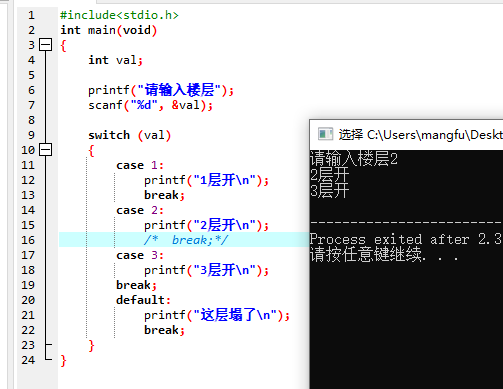 1 #include<stdio.h>
2 int main(void)
3 {
4 int val;
5
6 printf("请输入楼层");
7 scanf("%d", &val);
8
9 switch (val)
10 {
11 case 1:
12 printf("1层开\n");
13 break;
14 case 2:
15 printf("2层开\n");
16 /* break;*/
17 case 3:
18 printf("3层开\n");
19 break;
20 default:
21 printf("这层塌了\n");
22 break;
23 }
24 }
选择 C:\Users\mangfu\Deskt
请输入楼层2
2层开
3层开
--------------------------------
Process exited after 2.3
请按任意键继续. . .